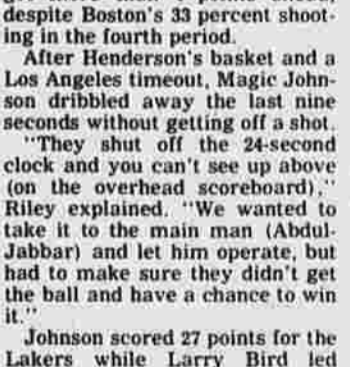 despite Boston's 33 percent shoot-
ing in the fourth period.
After Henderson's basket and a
Los Angeles timeout, Magic John-
son dribbled away the last nine
seconds without getting off a shot.
"They shut off the 24-second
clock and you can't see up above
(on the overhead scoreboard),"
Riley explained. "We wanted to
take it to the main man (Abdul-
Jabbar) and let him operate, but
had to make sure they didn't get
the ball and have a chance to win
it."
Johnson scored 27 points for the
Lakers while Larry Bird led